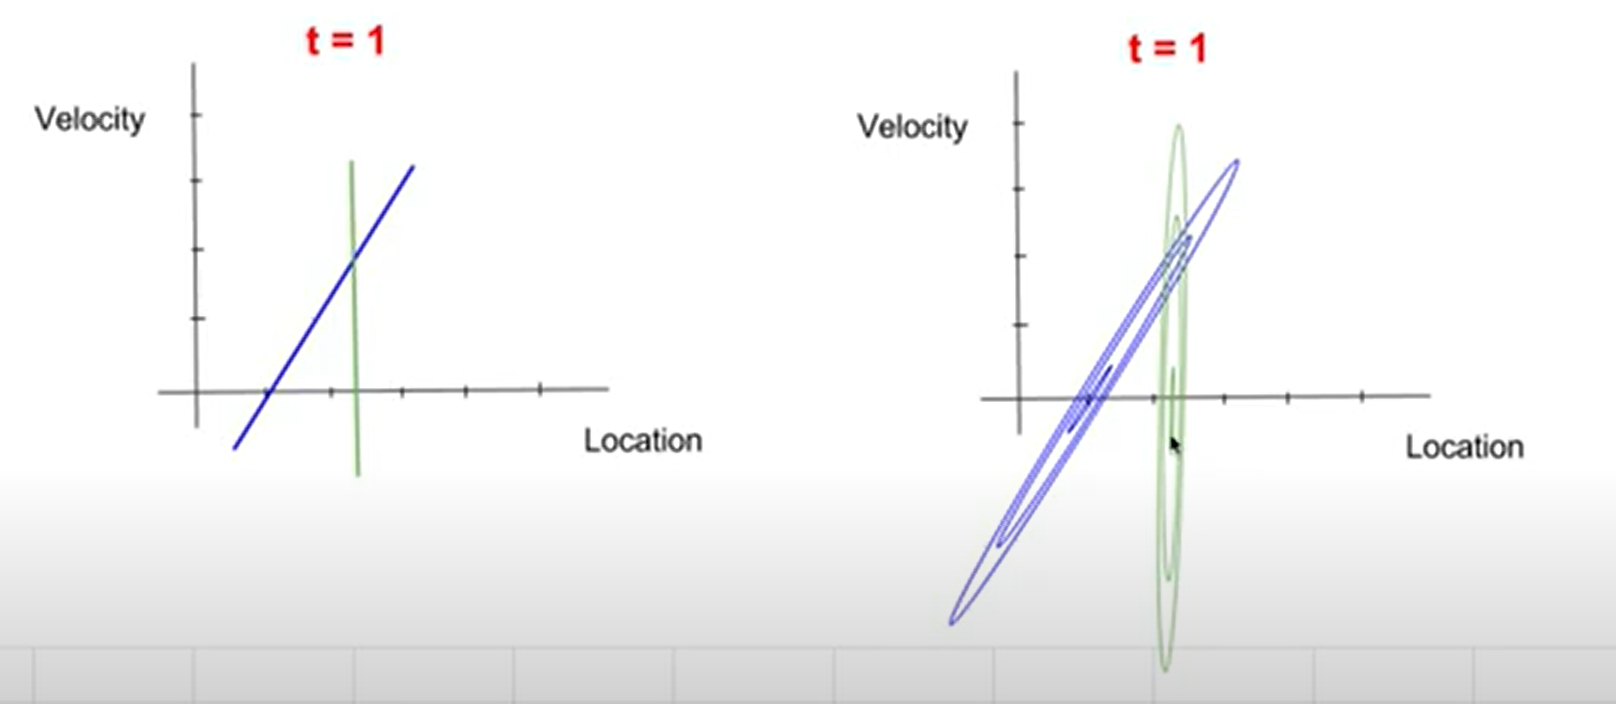 t = 1
Velocity
Location
t = 1
Velocity
Location